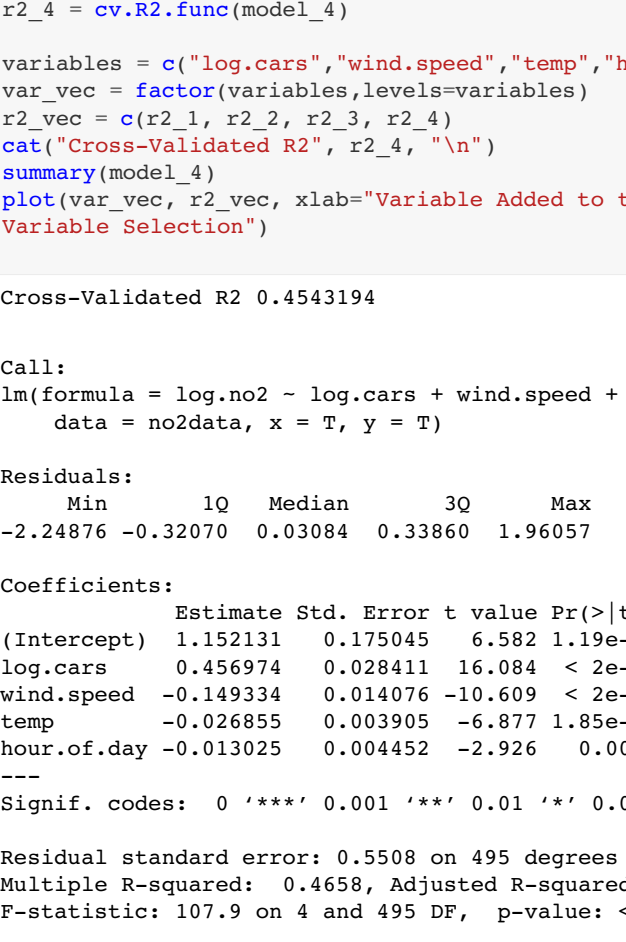 r2_4 = cv.R2.func(model_4)
variables = c("log.cars","wind.speed","temp","h
var_vec = factor(variables,levels=variables)
r2_vec = c(r2_1, r2_2, r2_3, r2_4)
cat("Cross-Validated R2", r2_4, "\n")
summary(model_4)
plot(var_vec, r2_vec, xlab="Variable Added to t
Variable Selection")
Cross-Validated R2 0.4543194
Call:
lm(formula = log.no2 ~ log.cars + wind.speed +
    data = no2data, x = T, y = T)
Residuals:
     Min       1Q   Median       3Q      Max
-2.24876 -0.32070  0.03084  0.33860  1.96057
Coefficients:
             Estimate Std. Error t value Pr(>|t
(Intercept)  1.152131   0.175045   6.582 1.19e-
log.cars     0.456974   0.028411  16.084  < 2e-
wind.speed  -0.149334   0.014076 -10.609  < 2e-
temp        -0.026855   0.003905  -6.877 1.85e-
hour.of.day -0.013025   0.004452  -2.926   0.00
---
Signif. codes:  0 ‘***’ 0.001 ‘**’ 0.01 ‘*’ 0.0
Residual standard error: 0.5508 on 495 degrees
Multiple R-squared:  0.4658, Adjusted R-squared
F-statistic: 107.9 on 4 and 495 DF,  p-value: <